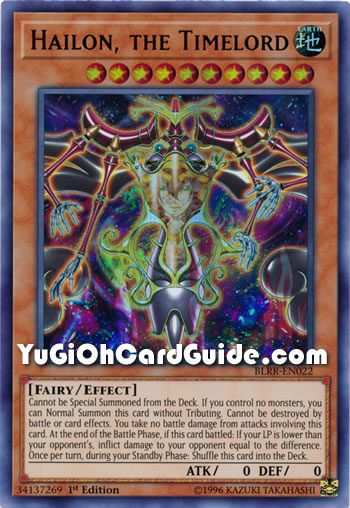 HAILON, THE TIMELORD
EARTH
地
YuGiOhCardGuide.com
BLRR-EN022
[FAIRY/EFFECT]
Cannot be Special Summoned from the Deck. If you control no monsters, you
can Normal Summon this card without Tributing. Cannot be destroyed by
battle or card effects. You take no battle damage from attacks involving this
card. At the end of the Battle Phase, if this card battled: If your LP is lower than
your opponent's, inflict damage to your opponent equal to the difference.
Once per turn, during your Standby Phase: Shuffle this card into the Deck.
ATK/ 0 DEF/ 0
34137269 1st Edition ©1996 KAZUKI TAKAHASHI